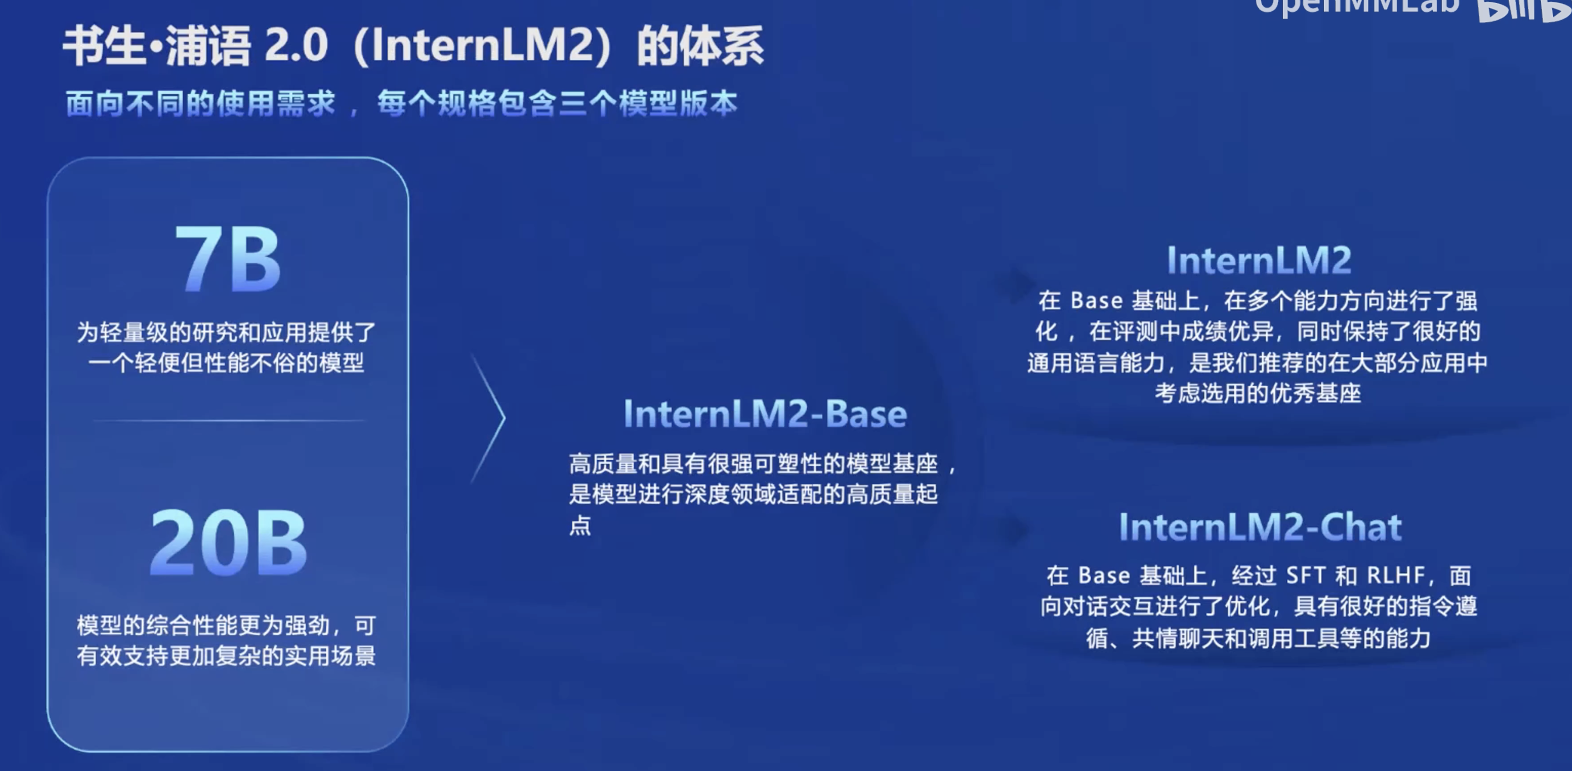 OpenMMLab bilib
书生·浦语 2.0（InternLM2）的体系
面向不同的使用需求，每个规格包含三个模型版本
7B
为轻量级的研究和应用提供了
一个轻便但性能不俗的模型
20B
模型的综合性能更为强劲，可
有效支持更加复杂的实用场景
InternLM2-Base
高质量和具有很强可塑性的模型基座，
是模型进行深度领域适配的高质量起
点
InternLM2
在 Base 基础上，在多个能力方向进行了强
化，在评测中成绩优异，同时保持了很好的
通用语言能力，是我们推荐的在大部分应用中
考虑选用的优秀基座
InternLM2-Chat
在 Base 基础上，经过 SFT 和 RLHF，面
向对话交互进行了优化，具有很好的指令遵
循、共情聊天和调用工具等的能力